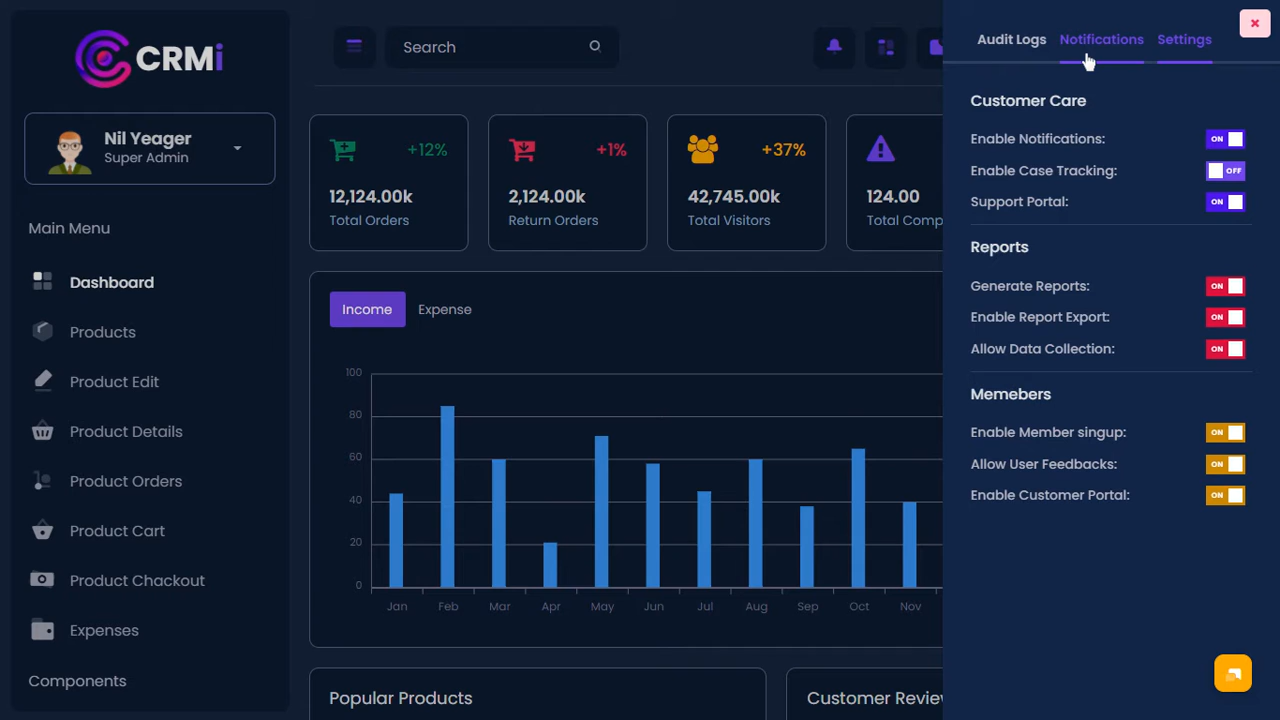 CRMi
Nil Yeager
Super Admin
Main Menu
Dashboard
Products
Product Edit
Product Details
Product Orders
Product Cart
Product Chackout
Expenses
Components
Search
+12%
12,124.00k
Total Orders
+1%
2,124.00k
Return Orders
+37%
42,745.00k
Total Visitors
124.00
Total Comp
Income
Expense
100
80
60
40
20
0
Jan Feb Mar Apr May Jun Jul Aug Sep Oct Nov
Popular Products
Customer Review
Audit Logs Notifications Settings
Customer Care
Enable Notifications: ON
Enable Case Tracking: OFF
Support Portal: ON
Reports
Generate Reports: ON
Enable Report Export: ON
Allow Data Collection: ON
Memebers
Enable Member singup: ON
Allow User Feedbacks: ON
Enable Customer Portal: ON